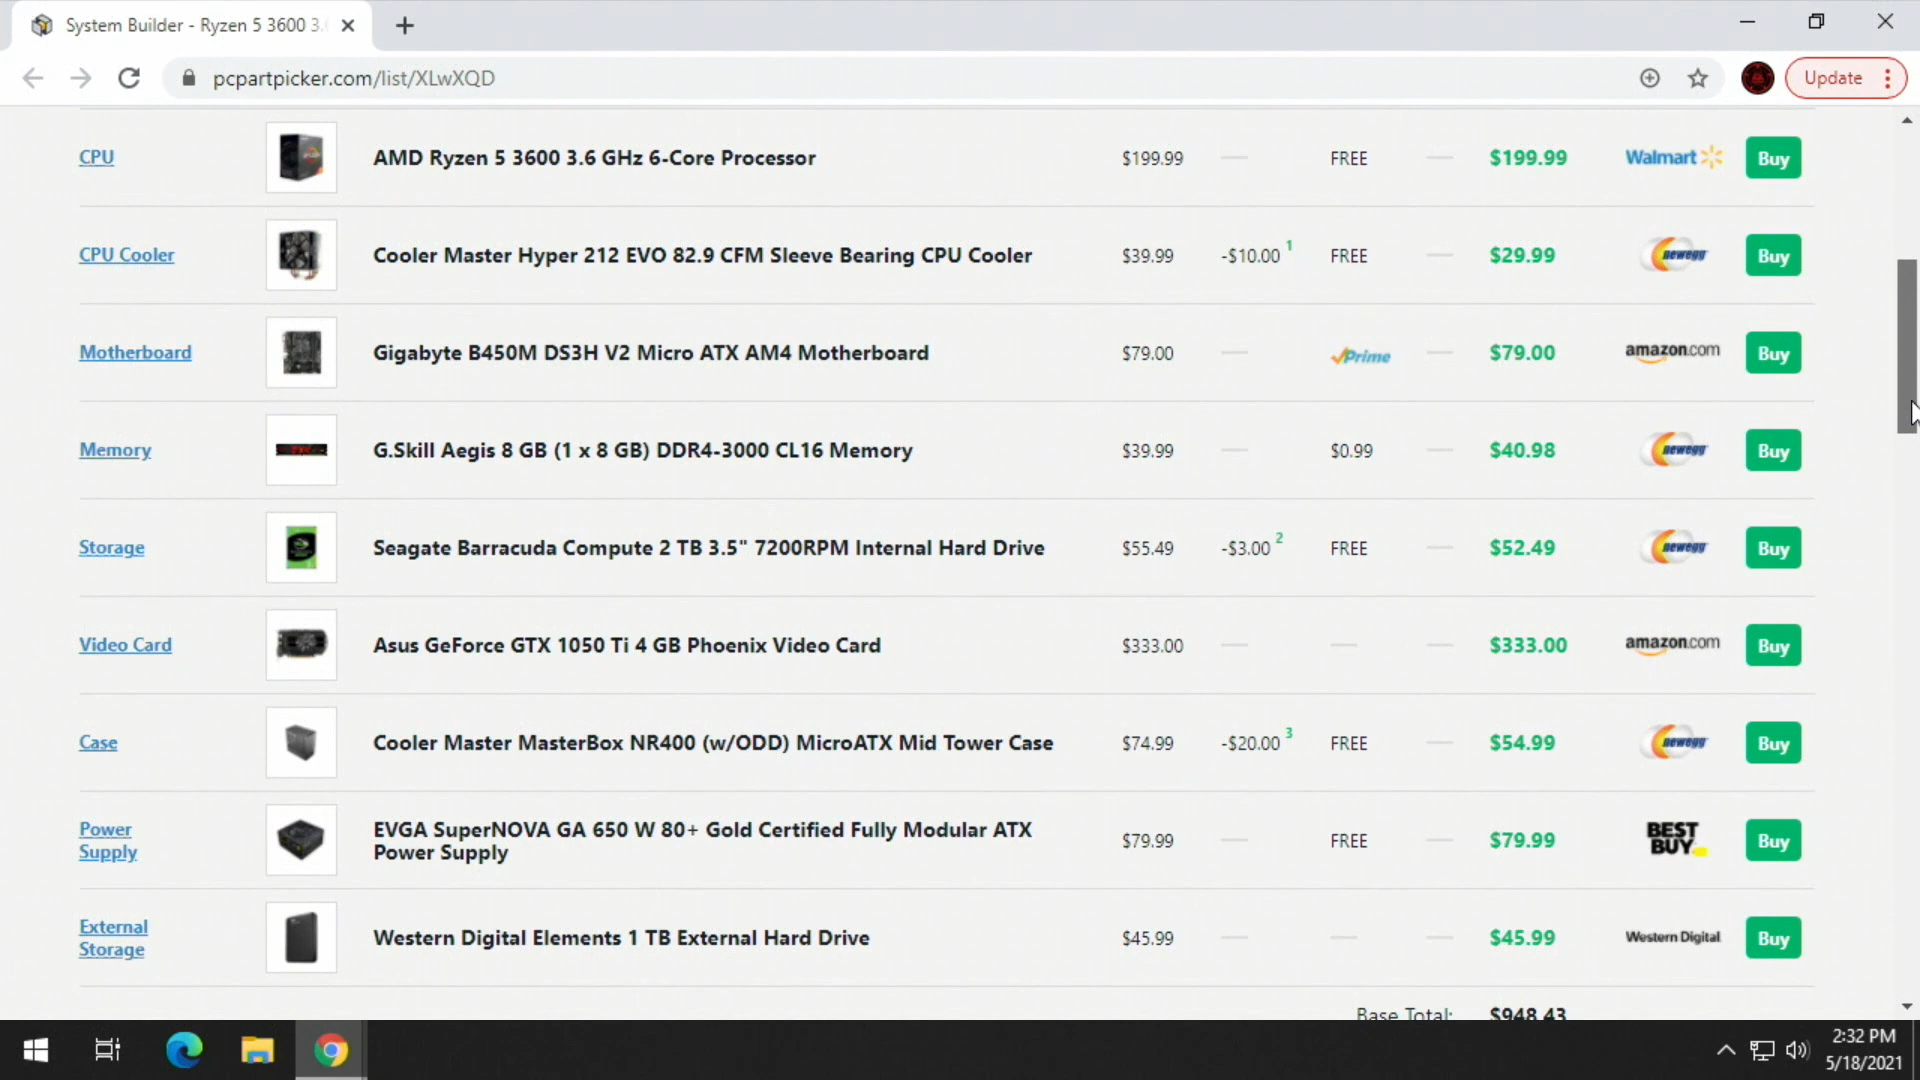 System Builder - Ryzen 5 3600 3.
pcpartpicker.com/list/XLwXQD
Update
CPU AMD Ryzen 5 3600 3.6 GHz 6-Core Processor $199.99 — FREE — $199.99 Walmart Buy
CPU Cooler Cooler Master Hyper 212 EVO 82.9 CFM Sleeve Bearing CPU Cooler $39.99 -$10.00 1 FREE — $29.99 newegg Buy
Motherboard Gigabyte B450M DS3H V2 Micro ATX AM4 Motherboard $79.00 — Prime — $79.00 amazon.com Buy
Memory G.Skill Aegis 8 GB (1 x 8 GB) DDR4-3000 CL16 Memory $39.99 — $0.99 — $40.98 newegg Buy
Storage Seagate Barracuda Compute 2 TB 3.5" 7200RPM Internal Hard Drive $55.49 -$3.00 2 FREE — $52.49 newegg Buy
Video Card Asus GeForce GTX 1050 Ti 4 GB Phoenix Video Card $333.00 — — — $333.00 amazon.com Buy
Case Cooler Master MasterBox NR400 (w/ODD) MicroATX Mid Tower Case $74.99 -$20.00 3 FREE — $54.99 newegg Buy
Power
Supply
EVGA SuperNOVA GA 650 W 80+ Gold Certified Fully Modular ATX
Power Supply
$79.99 — FREE — $79.99 BEST
BUY Buy
External
Storage
Western Digital Elements 1 TB External Hard Drive $45.99 — — — $45.99 Western Digital Buy
Base Total: $948.43
2:32 PM
5/18/2021